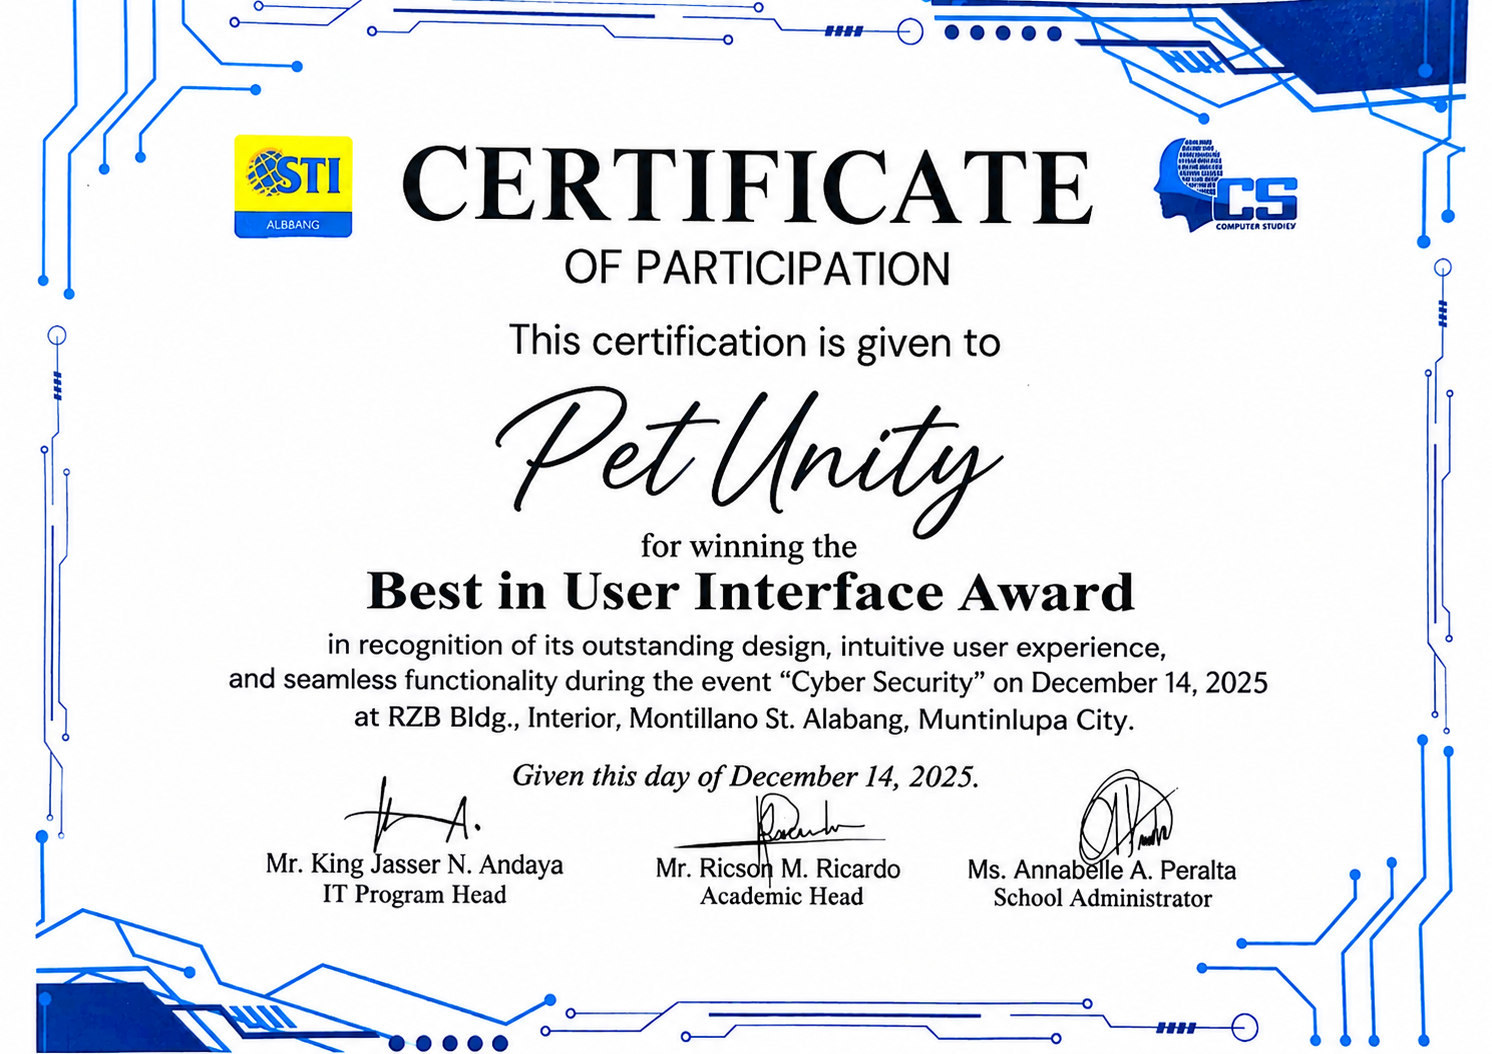 STI
ALBBANG
CERTIFICATE
CS
COMPUTER STUDIEY
OF PARTICIPATION
This certification is given to
Pet Unity
for winning the
Best in User Interface Award
in recognition of its outstanding design, intuitive user experience,
and seamless functionality during the event “Cyber Security” on December 14, 2025
at RZB Bldg., Interior, Montillano St. Alabang, Muntinlupa City.
Given this day of December 14, 2025.
Mr. King Jasser N. Andaya
IT Program Head
Mr. Ricson M. Ricardo
Academic Head
Ms. Annabelle A. Peralta
School Administrator